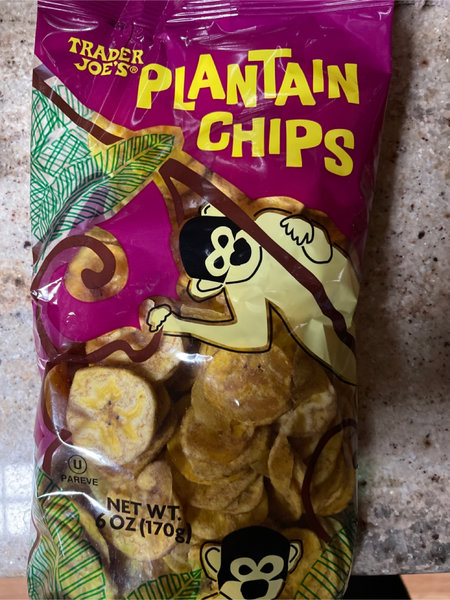 TRADER
JOE'S®
PLANTAIN
CHIPS
U
PAREVE
NET WT.
6 OZ (170g)